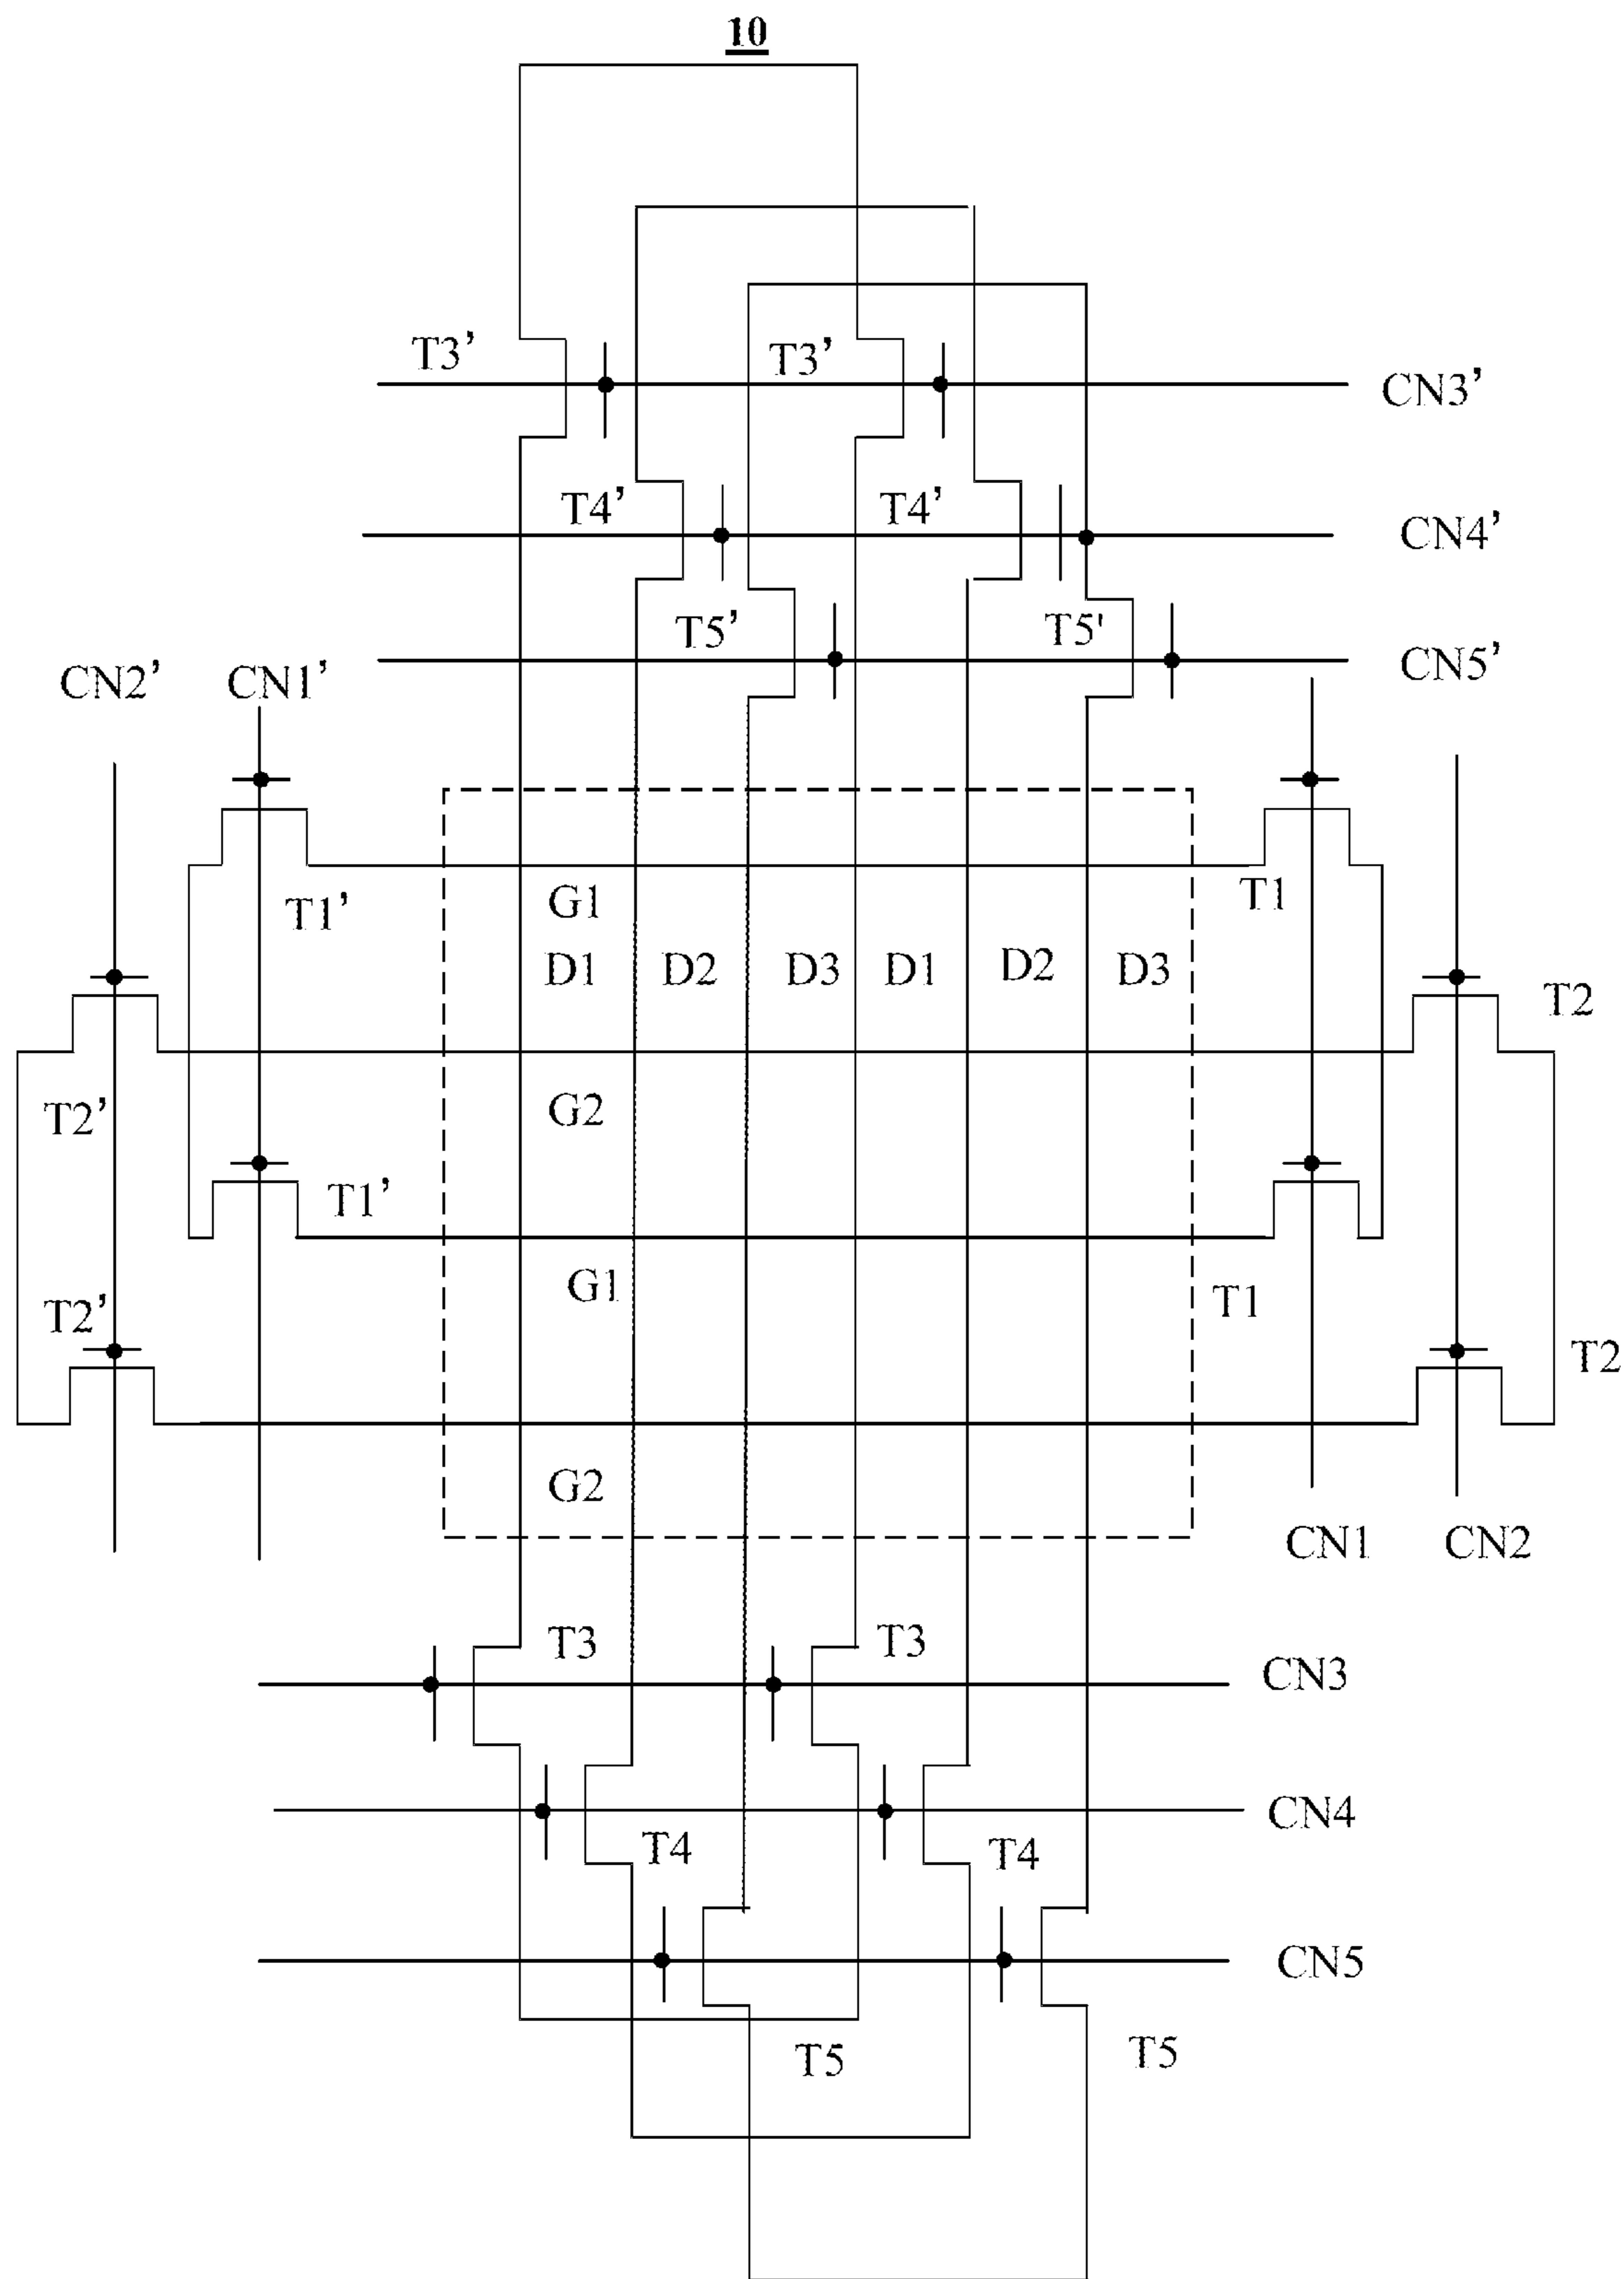 10
T3’ T3’ CN3’
T4’ T4’ CN4’
T5’ T5' CN5’
CN2’ CN1’
T1’ G1 T1
D1 D2 D3 D1 D2 D3
T2
T2’ G2
T1’
G1 T1
T2’ T2
G2
CN1 CN2
T3 T3 CN3
CN4
T4 T4
CN5
T5 T5